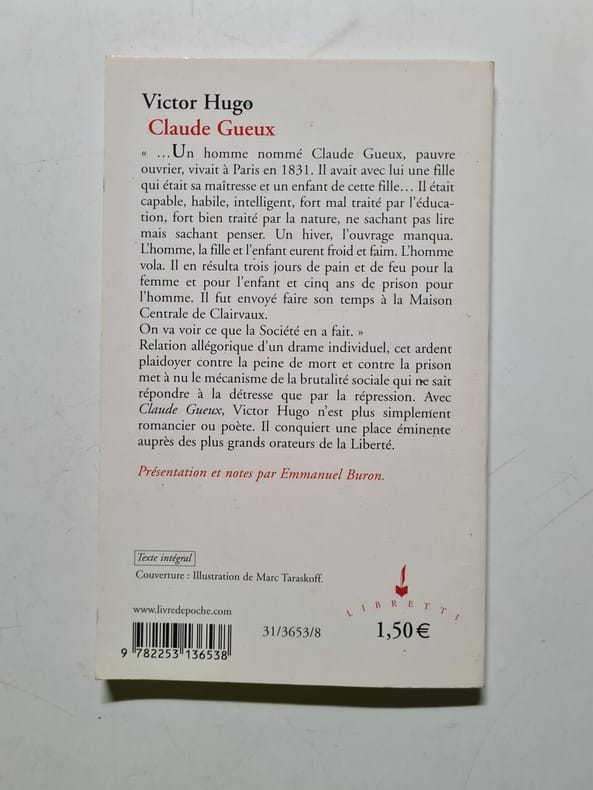 Victor Hugo
Claude Gueux
« …Un homme nommé Claude Gueux, pauvre
ouvrier, vivait à Paris en 1831. Il avait avec lui une fille
qui était sa maîtresse et un enfant de cette fille… Il était
capable, habile, intelligent, fort mal traité par l'éduca-
tion, fort bien traité par la nature, ne sachant pas lire
mais sachant penser. Un hiver, l'ouvrage manqua.
L'homme, la fille et l'enfant eurent froid et faim. L'homme
vola. Il en résulta trois jours de pain et de feu pour la
femme et pour l'enfant et cinq ans de prison pour
l'homme. Il fut envoyé faire son temps à la Maison
Centrale de Clairvaux.
On va voir ce que la Société en a fait. »
Relation allégorique d'un drame individuel, cet ardent
plaidoyer contre la peine de mort et contre la prison
met à nu le mécanisme de la brutalité sociale qui ne sait
répondre à la détresse que par la répression. Avec
Claude Gueux, Victor Hugo n'est plus simplement
romancier ou poète. Il conquiert une place éminente
auprès des plus grands orateurs de la Liberté.
Présentation et notes par Emmanuel Buron.
Texte intégral
Couverture : Illustration de Marc Taraskoff.
www.livredepoche.com
LIBRETTI
31/3653/8
1,50 €
9 782253 136538